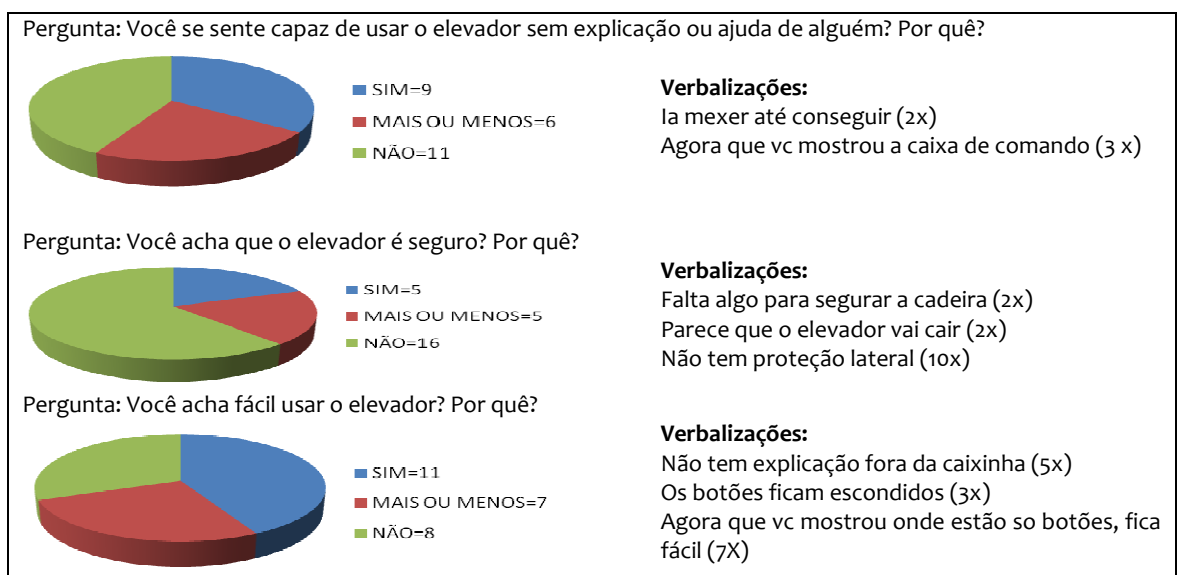 Pergunta: Você se sente capaz de usar o elevador sem explicação ou ajuda de alguém? Por quê?
SIM=9
MAIS OU MENOS=6
NÃO=11
Verbalizações:
Ia mexer até conseguir (2x)
Agora que vc mostrou a caixa de comando (3 x)
Pergunta: Você acha que o elevador é seguro? Por quê?
SIM=5
MAIS OU MENOS=5
NÃO=16
Verbalizações:
Falta algo para segurar a cadeira (2x)
Parece que o elevador vai cair (2x)
Não tem proteção lateral (10x)
Pergunta: Você acha fácil usar o elevador? Por quê?
SIM=11
MAIS OU MENOS=7
NÃO=8
Verbalizações:
Não tem explicação fora da caixinha (5x)
Os botões ficam escondidos (3x)
Agora que vc mostrou onde estão so botões, fica
fácil (7X)